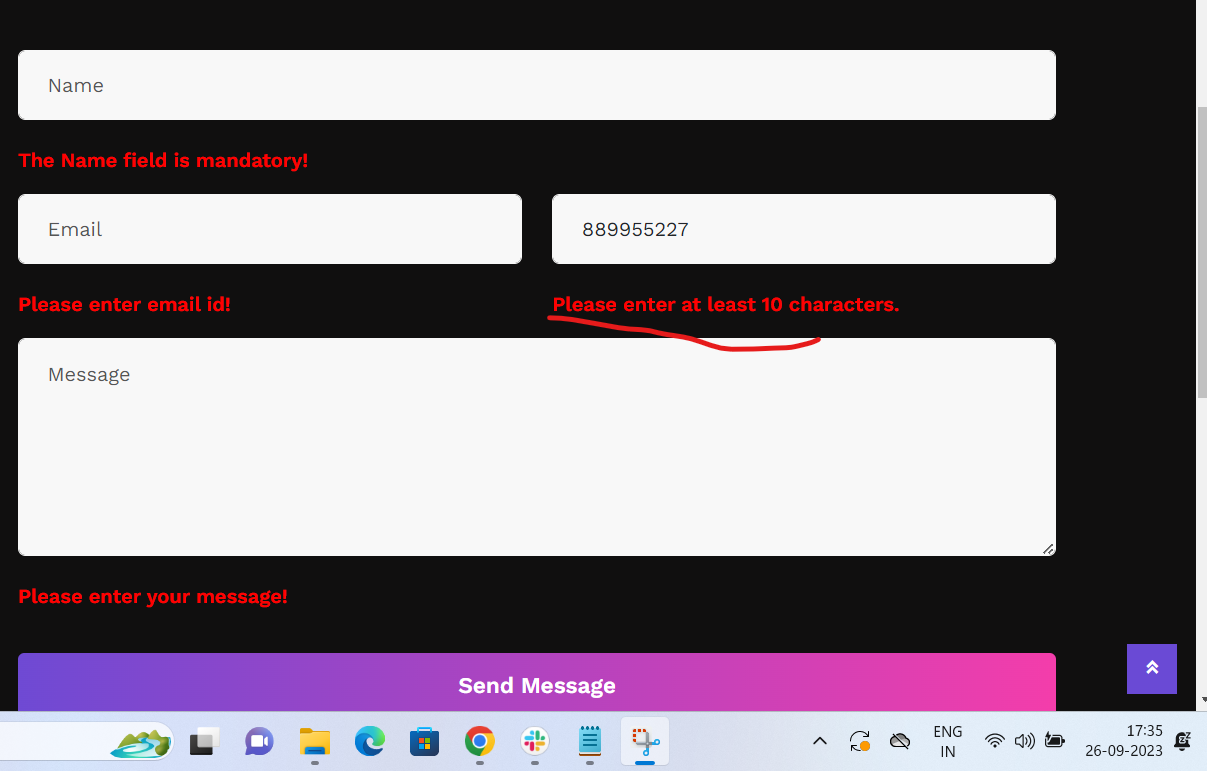 Name
The Name field is mandatory!
Email
889955227
Please enter email id!
Please enter at least 10 characters.
Message
Please enter your message!
Send Message
ENG
IN
17:35
26-09-2023